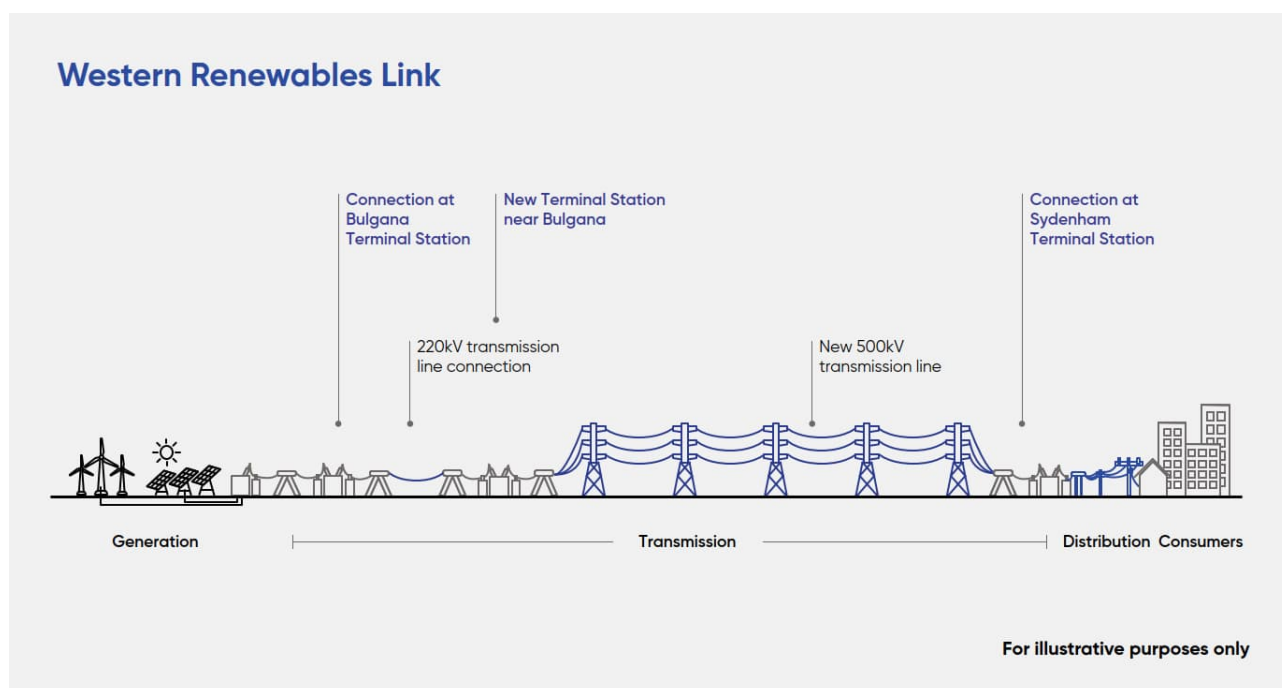 Western Renewables Link
Connection at
Bulgana
Terminal Station
New Terminal Station
near Bulgana
Connection at
Sydenham
Terminal Station
220kV transmission
line connection
New 500kV
transmission line
Generation
Transmission
Distribution
Consumers
For illustrative purposes only